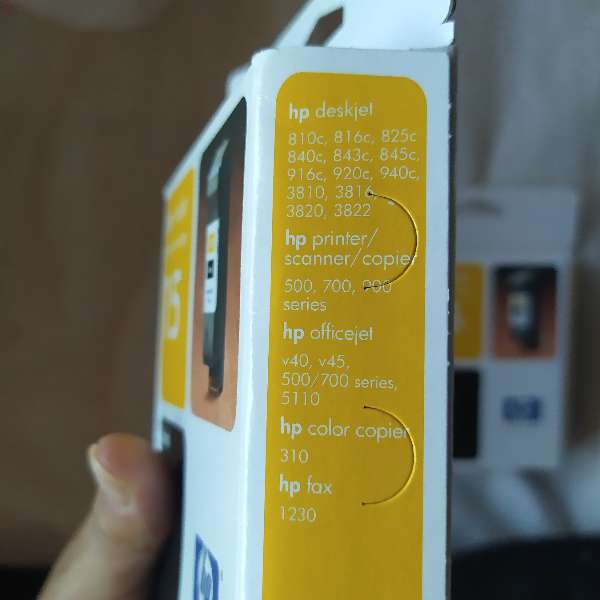 hp deskjet
810c, 816c, 825c
840c, 843c, 845c,
916c, 920c, 940c,
3810, 3816,
3820, 3822
hp printer/
scanner/copier
500, 700, 900
series
hp officejet
v40, v45,
500/700 series,
5110
hp color copier
310
hp fax
1230
15
hp